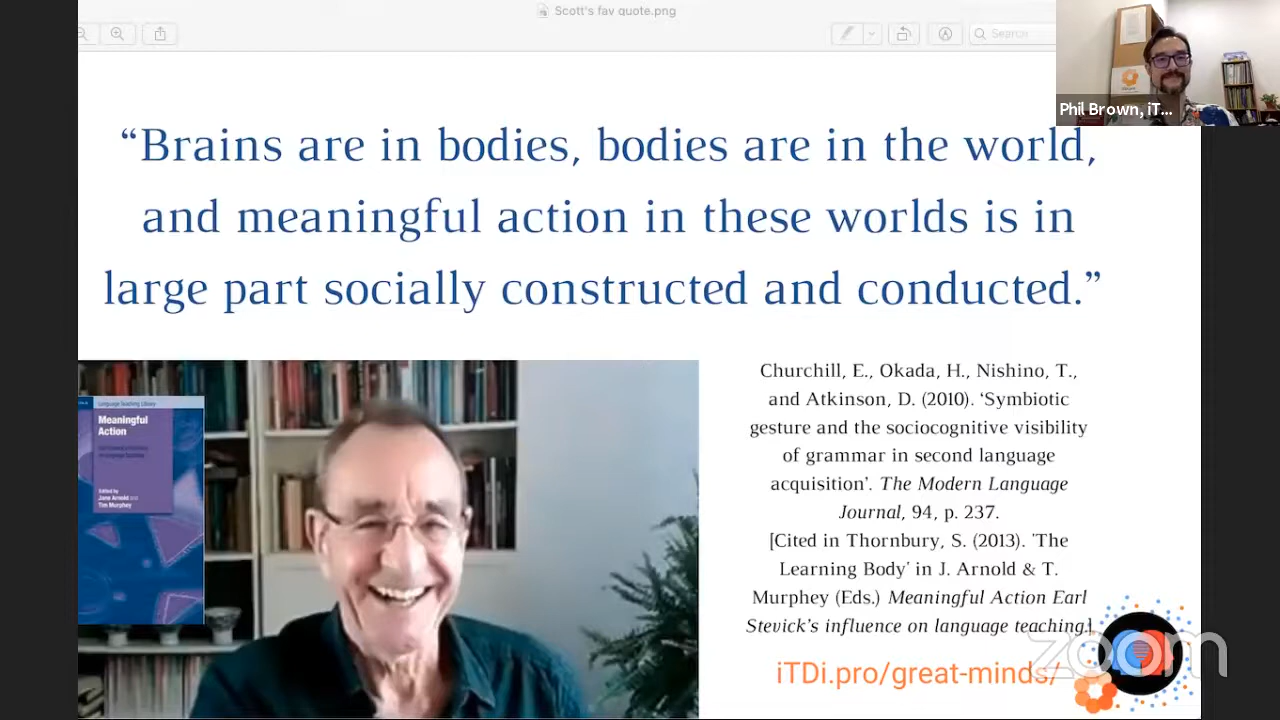 Scott's fav quote.png
Search
Phil Brown, iT...
“Brains are in bodies, bodies are in the world,
and meaningful action in these worlds is in
large part socially constructed and conducted.”
Language Teaching Library
Meaningful
Action
Edited by
Jane Arnold and
Tim Murphey
Churchill, E., Okada, H., Nishino, T.,
and Atkinson, D. (2010). ‘Symbiotic
gesture and the sociocognitive visibility
of grammar in second language
acquisition’. The Modern Language
Journal, 94, p. 237.
[Cited in Thornbury, S. (2013). 'The
Learning Body' in J. Arnold & T.
Murphey (Eds.) Meaningful Action Earl
Stevick's influence on language teaching.]
iTDi.pro/great-minds/
zoom